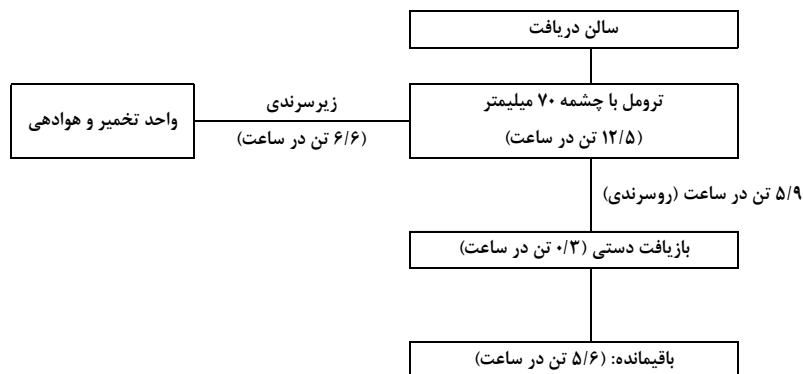 سالن دریافت
ترومل با چشمه ۷۰ میلیمتر
(۱۲/۵ تن در ساعت)
زیرسرندی
(۶/۶ تن در ساعت)
واحد تخمیر و هوادهی
۵/۹ تن در ساعت (روسرندی)
بازیافت دستی (۰/۳ تن در ساعت)
باقیمانده: (۵/۶ تن در ساعت)